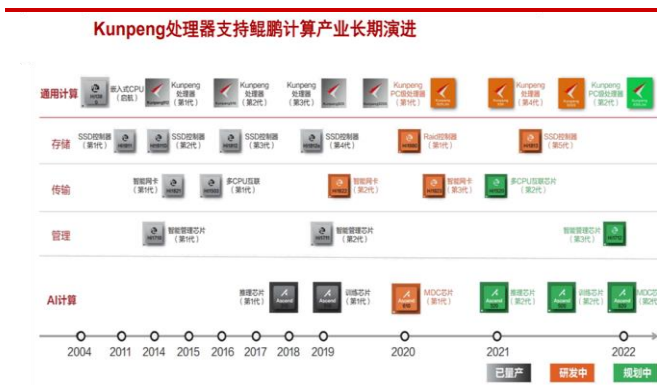 Kunpeng处理器支持鲲鹏计算产业长期演进
通用计算
嵌入式CPU
（启航）
Kunpeng
处理器
（第1代）
Kunpeng
处理器
（第2代）
Kunpeng
处理器
（第3代）
Kunpeng
PC级处理器
（第1代）
Kunpeng
处理器
（第4代）
Kunpeng
PC级处理器
（第2代）
存储
SSD控制器
（第1代）
SSD控制器
（第2代）
SSD控制器
（第3代）
SSD控制器
（第4代）
Raid控制器
（第1代）
SSD控制器
（第5代）
传输
智能网卡
（第1代）
多CPU互联
（第1代）
智能网卡
（第2代）
智能网卡
（第3代）
多CPU互联芯片
（第2代）
管理
智能管理芯片
（第1代）
智能管理芯片
（第2代）
智能管理芯片
（第3代）
AI计算
推理芯片
（第1代）
Ascend
训练芯片
（第1代）
Ascend
MDC芯片
（第1代）
Ascend
推理芯片
（第2代）
Ascend
训练芯片
（第2代）
Ascend
MDC芯
（第2代
Ascend
2004 2011 2014 2015 2016 2017 2018 2019 2020 2021 2022
已量产 研发中 规划中